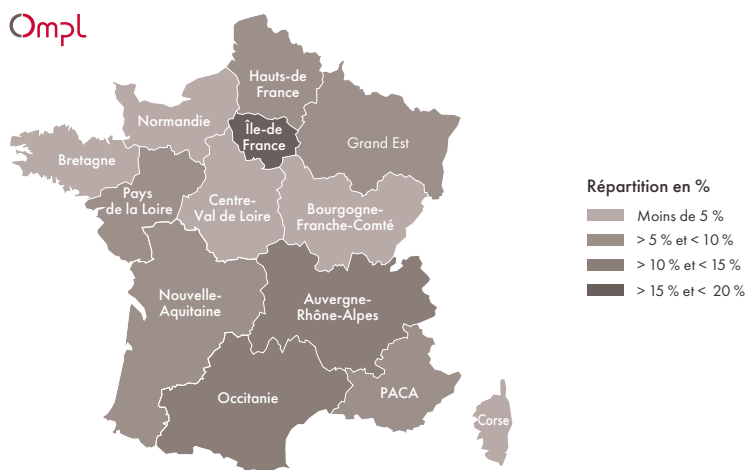 Ompl
Hauts-de
France
Normandie
Île-de
France
Grand Est
Bretagne
Pays
de la Loire
Centre-
Val de Loire
Bourgogne-
Franche-Comté
Nouvelle-
Aquitaine
Auvergne-
Rhône-Alpes
Occitanie
PACA
Corse
Répartition en %
Moins de 5 %
> 5 % et < 10 %
> 10 % et < 15 %
> 15 % et < 20 %